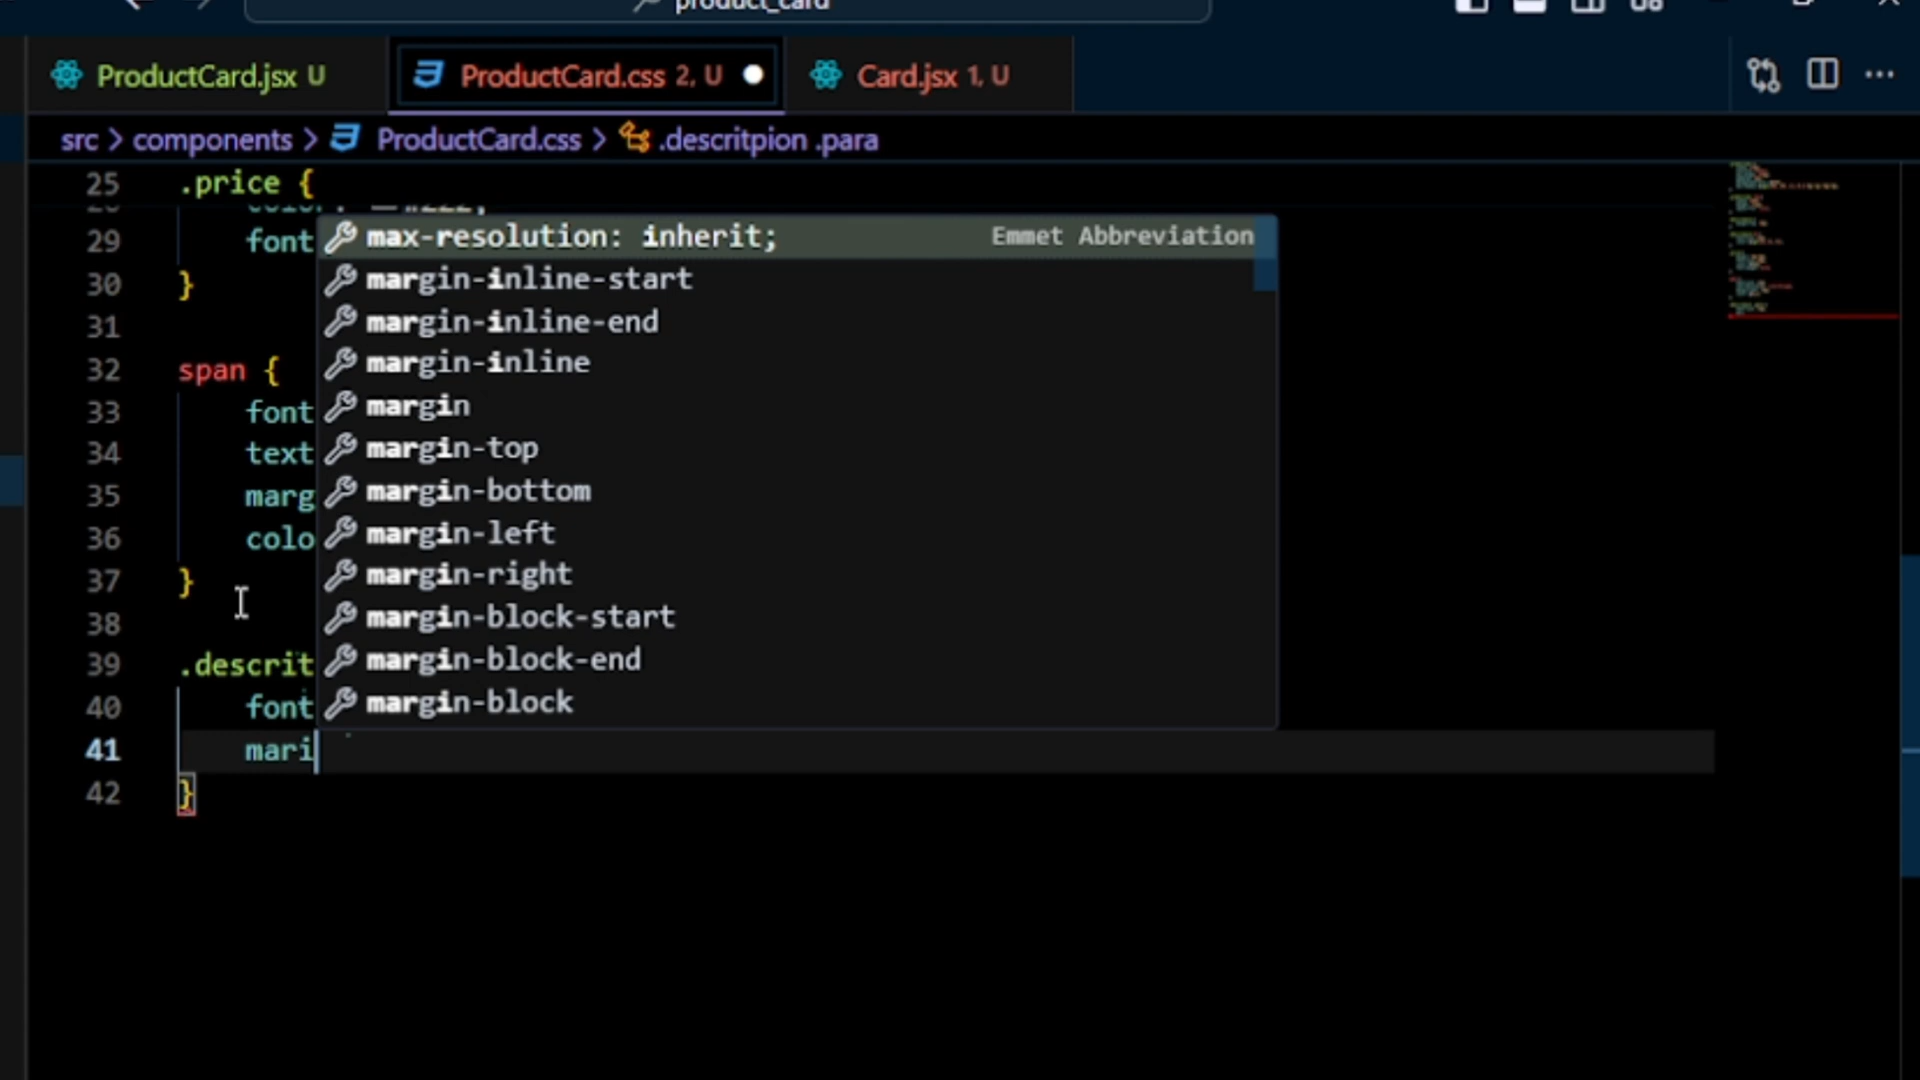 product_card
ProductCard.jsx U
ProductCard.css 2, U
Card.jsx 1, U
src > components > ProductCard.css > .descritpion .para
25 .price {
29 font
30 }
31
32 span {
33 font
34 text
35 marg
36 colo
37 }
38
39 .descrit
40 font
41 mari
42 }
max-resolution: inherit; Emmet Abbreviation
margin-inline-start
margin-inline-end
margin-inline
margin
margin-top
margin-bottom
margin-left
margin-right
margin-block-start
margin-block-end
margin-block